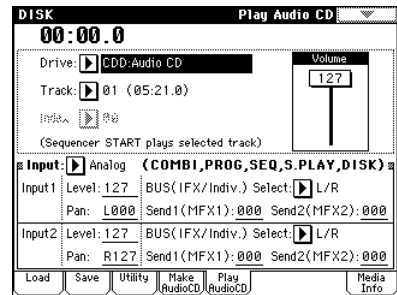 DISK Play Audio CD
00:00.0
Drive: CDD:Audio CD
Volume
127
Track: 01 (05:21.0)
Index 00
(Sequencer START plays selected track)
Input: Analog (COMBI,PROG,SEQ,S.PLAY,DISK)
Input1 Level: 127 BUS(IFX/Indiv.) Select: L/R
Pan: L000 Send1(MFX1): 000 Send2(MFX2): 000
Input2 Level: 127 BUS(IFX/Indiv.) Select: L/R
Pan: R127 Send1(MFX1): 000 Send2(MFX2): 000
Load Save Utility Make AudioCD Play AudioCD Media Info